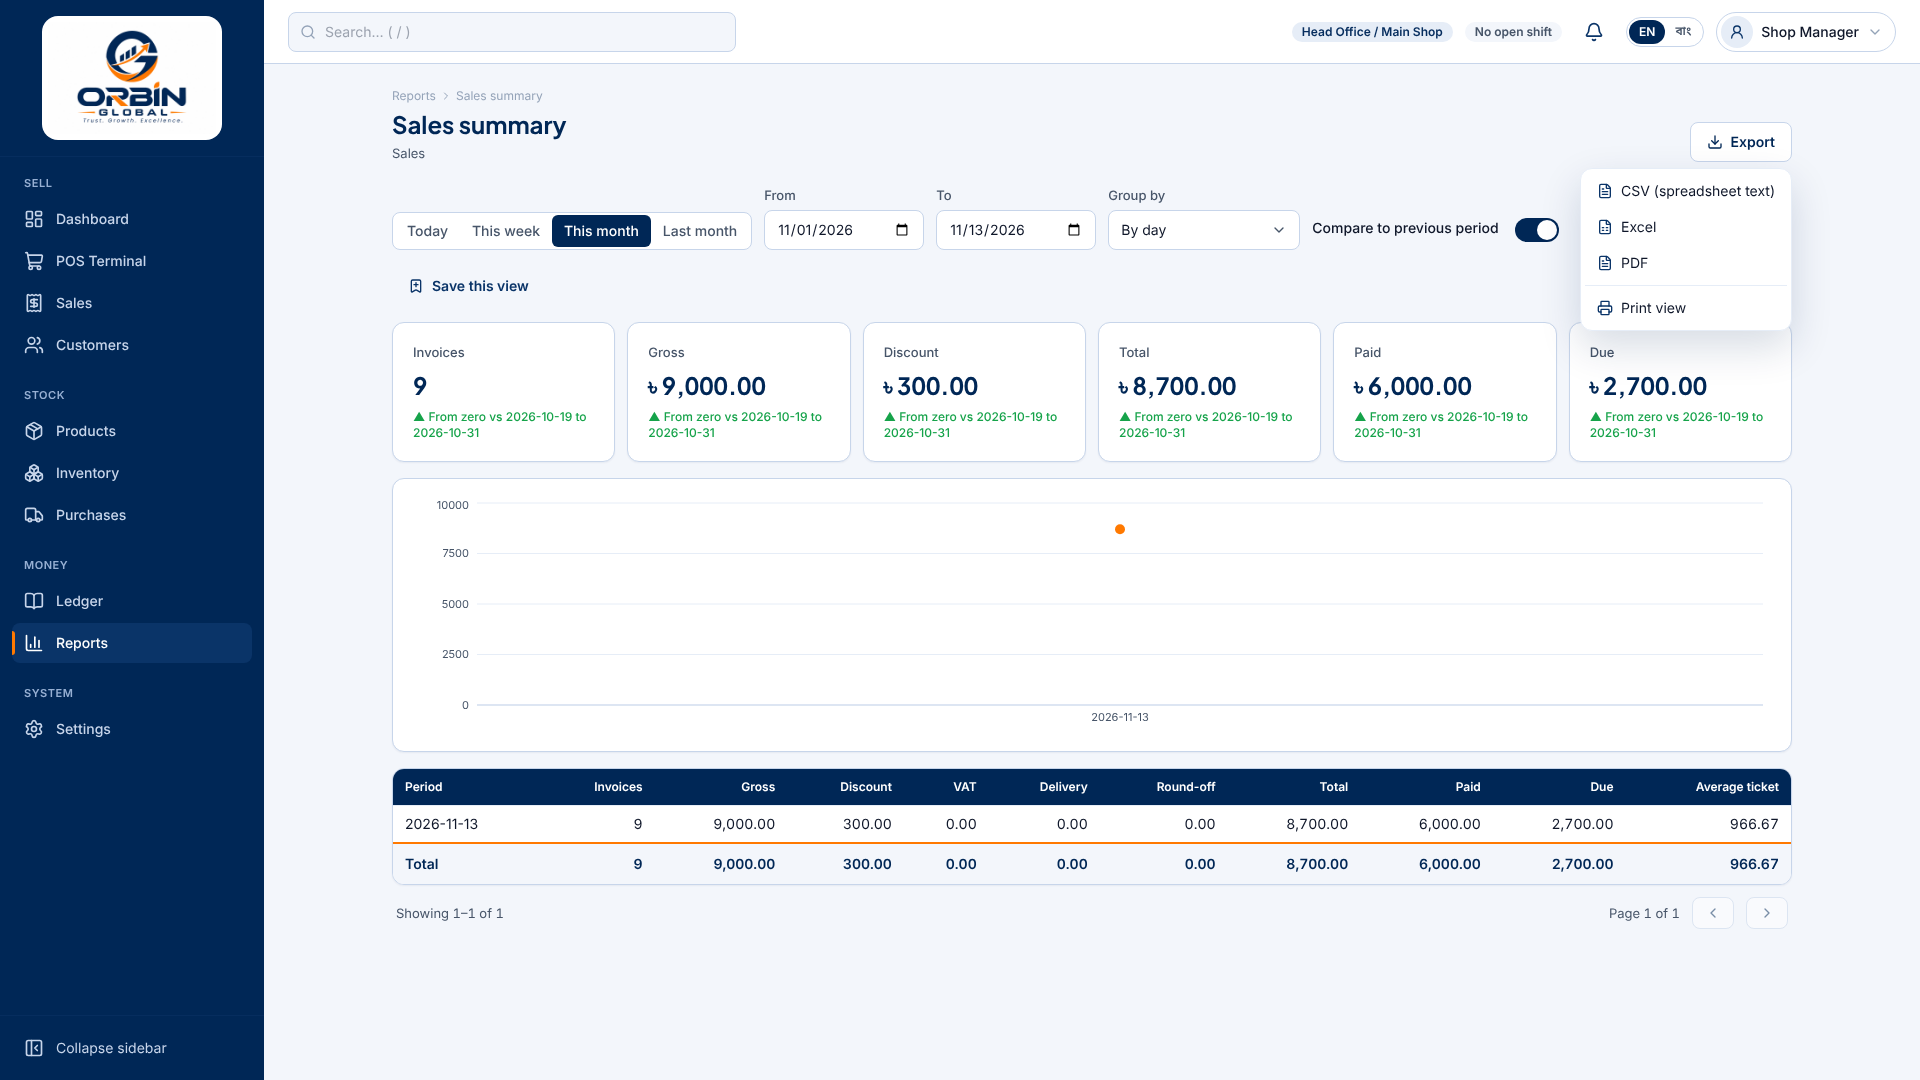 ORBIN
GLOBAL
Trust. Growth. Excellence.
Search... ( / )
Head Office / Main Shop
No open shift
EN
বাং
Shop Manager
SELL
Dashboard
POS Terminal
Sales
Customers
STOCK
Products
Inventory
Purchases
MONEY
Ledger
Reports
SYSTEM
Settings
Collapse sidebar
Reports > Sales summary
Sales summary
Sales
Export
CSV (spreadsheet text)
Excel
PDF
Print view
Today This week This month Last month
From
11/01/2026
To
11/13/2026
Group by
By day
Compare to previous period
Save this view
Invoices
9
▲ From zero vs 2026-10-19 to
2026-10-31
Gross
৳ 9,000.00
▲ From zero vs 2026-10-19 to
2026-10-31
Discount
৳ 300.00
▲ From zero vs 2026-10-19 to
2026-10-31
Total
৳ 8,700.00
▲ From zero vs 2026-10-19 to
2026-10-31
Paid
৳ 6,000.00
▲ From zero vs 2026-10-19 to
2026-10-31
Due
৳ 2,700.00
▲ From zero vs 2026-10-19 to
2026-10-31
10000
7500
5000
2500
0
2026-11-13
Period Invoices Gross Discount VAT Delivery Round-off Total Paid Due Average ticket
2026-11-13 9 9,000.00 300.00 0.00 0.00 0.00 8,700.00 6,000.00 2,700.00 966.67
Total 9 9,000.00 300.00 0.00 0.00 0.00 8,700.00 6,000.00 2,700.00 966.67
Showing 1–1 of 1
Page 1 of 1